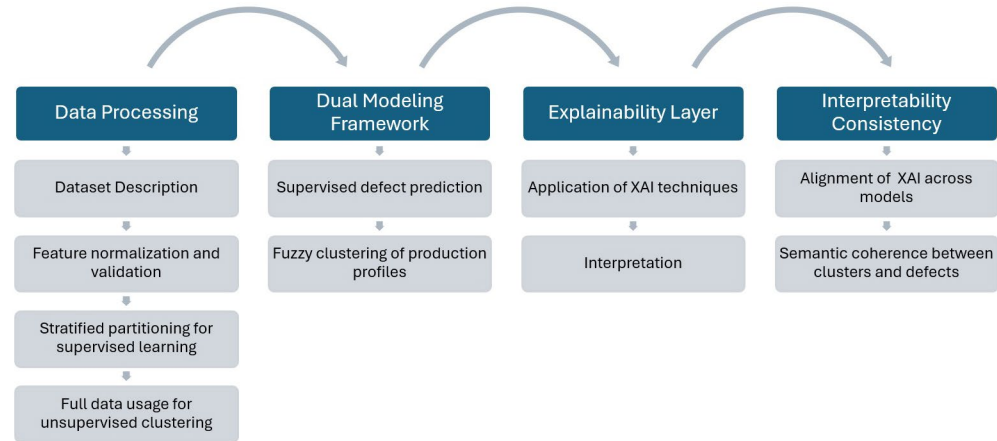 Data Processing
Dataset Description
Feature normalization and
validation
Stratified partitioning for
supervised learning
Full data usage for
unsupervised clustering
Dual Modeling
Framework
Supervised defect prediction
Fuzzy clustering of production
profiles
Explainability Layer
Application of XAI techniques
Interpretation
Interpretability
Consistency
Alignment of XAI across
models
Semantic coherence between
clusters and defects